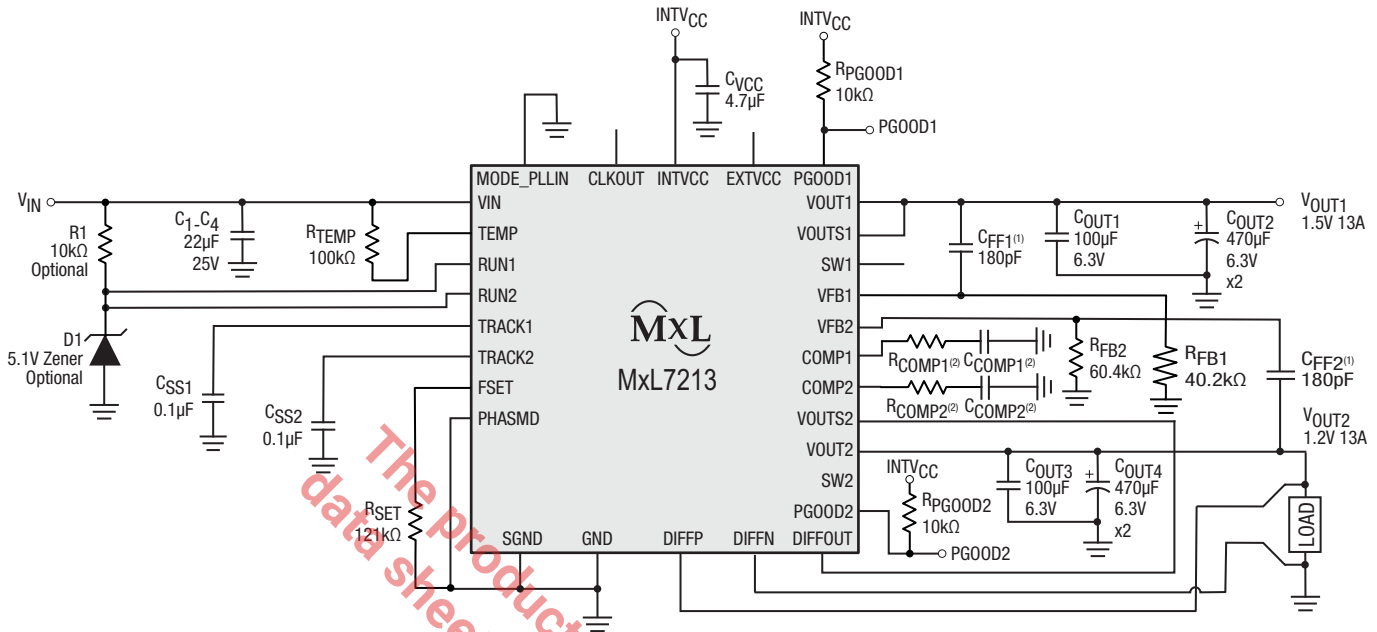 INTVCC
INTVCC
CVCC
4.7µF
RPGOOD1
10kΩ
PGOOD1
MODE_PLLIN CLKOUT INTVCC EXTVCC PGOOD1
VIN
R1
10kΩ
Optional
C1-C4
22µF
25V
RTEMP
100kΩ
D1
5.1V Zener
Optional
CSS1
0.1µF
CSS2
0.1µF
RSET
121kΩ
VIN
TEMP
RUN1
RUN2
TRACK1
TRACK2
FSET
PHASMD
MXL
MxL7213
VOUT1
VOUTS1
SW1
VFB1
VFB2
COMP1
COMP2
VOUTS2
VOUT2
SW2
PGOOD2
SGND GND DIFFP DIFFN DIFFOUT
CFF1(1)
180pF
COUT1
100µF
6.3V
+
COUT2
470µF
6.3V
x2
VOUT1
1.5V 13A
RCOMP1(2) CCOMP1(2)
RCOMP2(2) CCOMP2(2)
RFB2
60.4kΩ
RFB1
40.2kΩ
CFF2(1)
180pF
VOUT2
1.2V 13A
INTVCC
RPGOOD2
10kΩ
PGOOD2
COUT3
100µF
6.3V
+
COUT4
470µF
6.3V
x2
LOAD
The product
data shee